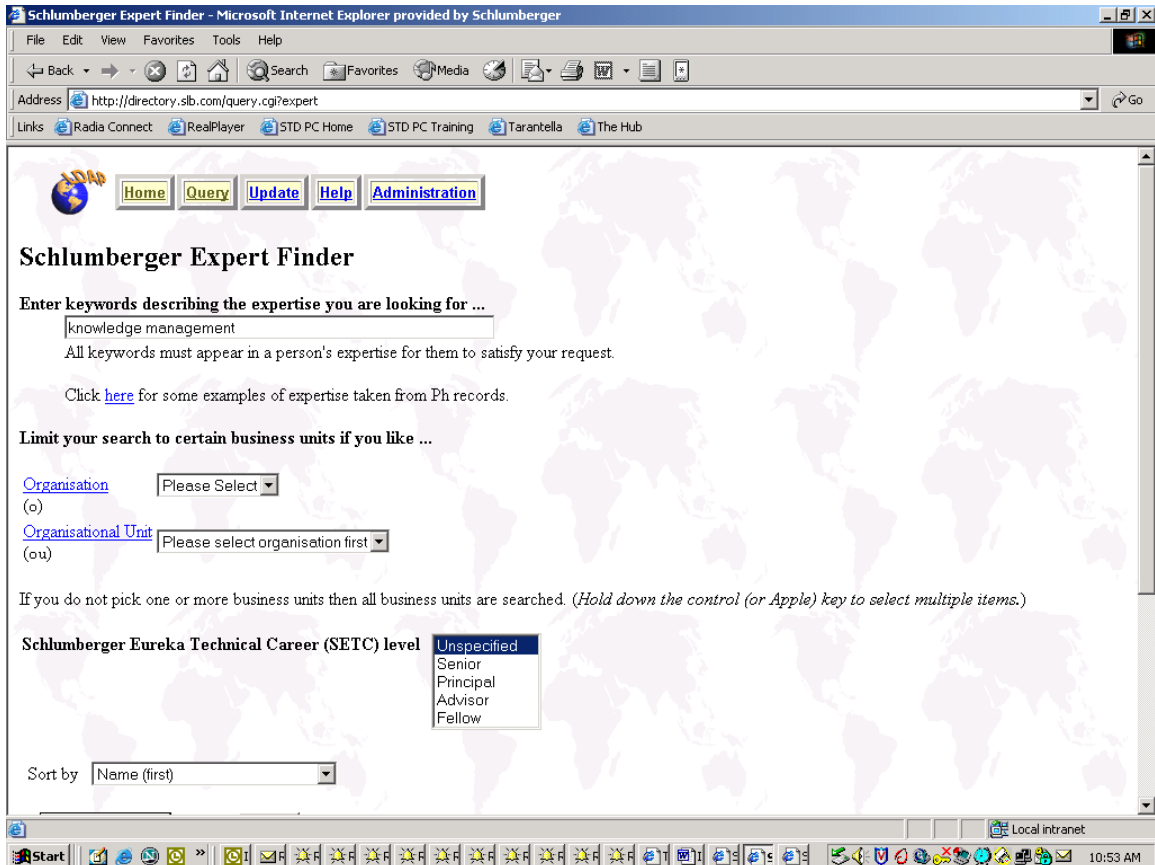 Schlumberger Expert Finder - Microsoft Internet Explorer provided by Schlumberger
File Edit View Favorites Tools Help
Back Search Favorites Media
Address http://directory.slb.com/query.cgi?expert Go
Links Radia Connect RealPlayer STD PC Home STD PC Training Tarantella The Hub
LDAP Home Query Update Help Administration
Schlumberger Expert Finder
Enter keywords describing the expertise you are looking for ...
knowledge management
All keywords must appear in a person's expertise for them to satisfy your request.
Click here for some examples of expertise taken from Ph records.
Limit your search to certain business units if you like ...
Organisation Please Select
(o)
Organisational Unit Please select organisation first
(ou)
If you do not pick one or more business units then all business units are searched. (Hold down the control (or Apple) key to select multiple items.)
Schlumberger Eureka Technical Career (SETC) level Unspecified
Senior
Principal
Advisor
Fellow
Sort by Name (first)
Local intranet
Start 10:53 AM